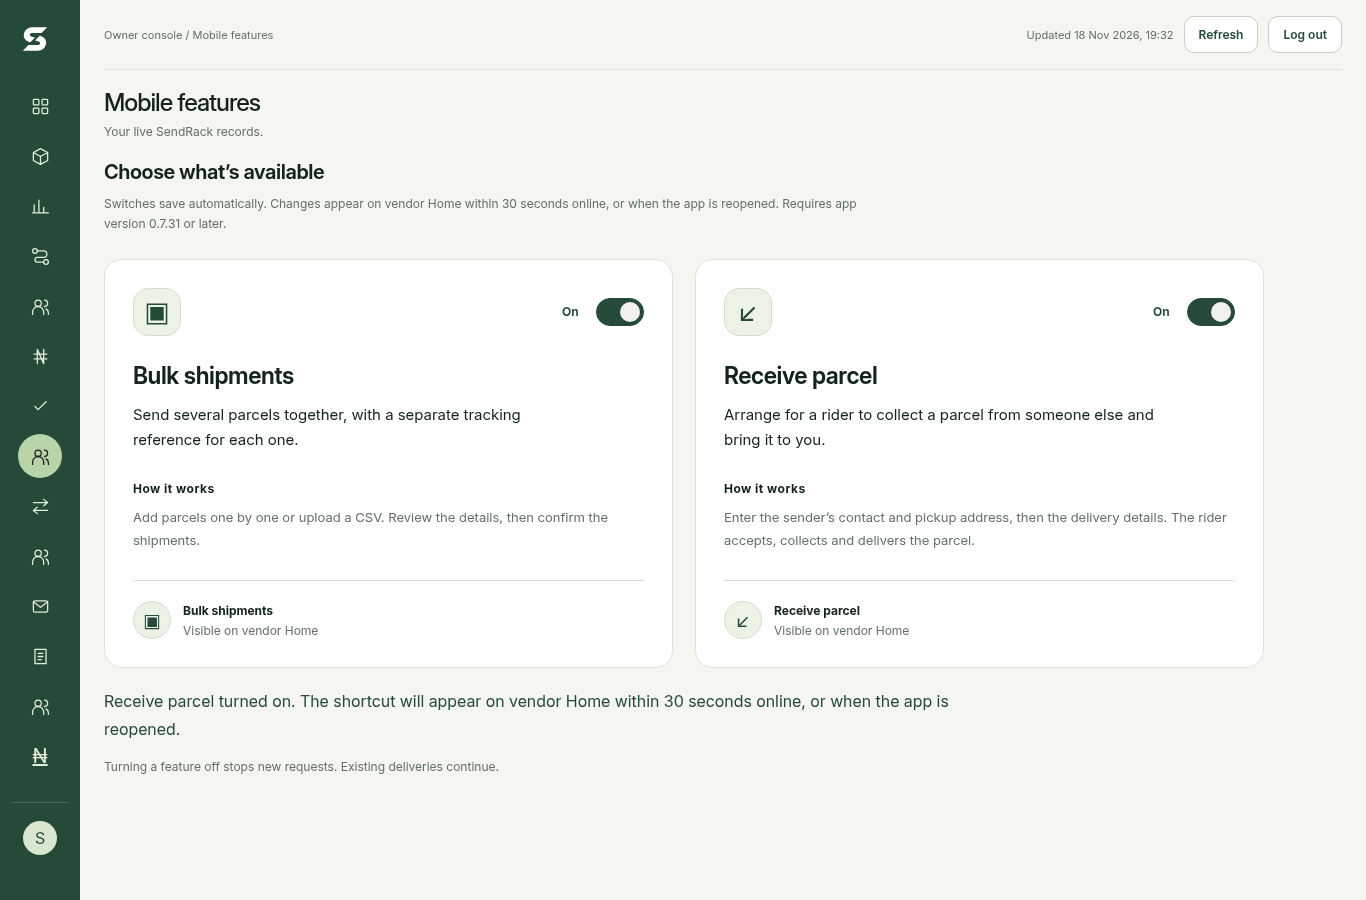 Owner console / Mobile features
Updated 18 Nov 2026, 19:32
Refresh
Log out
Mobile features
Your live SendRack records.
Choose what’s available
Switches save automatically. Changes appear on vendor Home within 30 seconds online, or when the app is reopened. Requires app
version 0.7.31 or later.
On
Bulk shipments
Send several parcels together, with a separate tracking
reference for each one.
How it works
Add parcels one by one or upload a CSV. Review the details, then confirm the
shipments.
Bulk shipments
Visible on vendor Home
On
Receive parcel
Arrange for a rider to collect a parcel from someone else and
bring it to you.
How it works
Enter the sender’s contact and pickup address, then the delivery details. The rider
accepts, collects and delivers the parcel.
Receive parcel
Visible on vendor Home
Receive parcel turned on. The shortcut will appear on vendor Home within 30 seconds online, or when the app is
reopened.
Turning a feature off stops new requests. Existing deliveries continue.
₦
₦
S